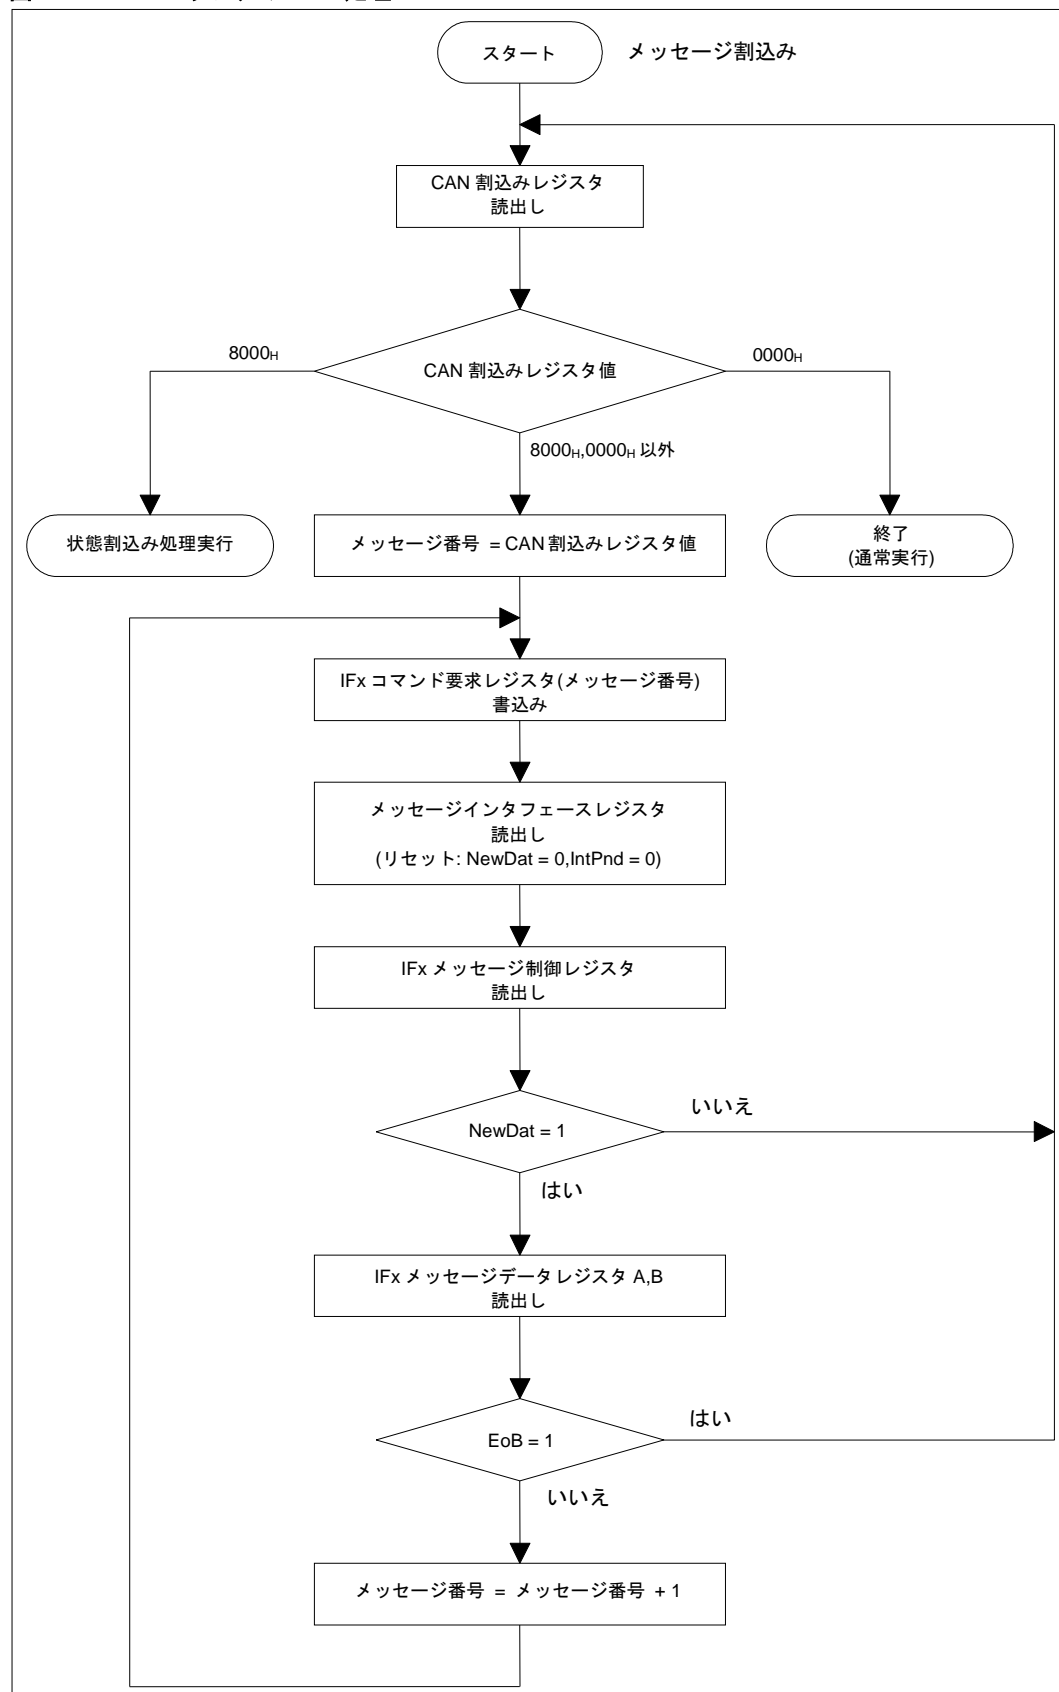 スタート
メッセージ割込み
CAN 割込みレジスタ
読出し
8000H
CAN 割込みレジスタ値
0000H
8000H,0000H 以外
状態割込み処理実行
メッセージ番号 =CAN 割込みレジスタ値
終了
(通常実行)
IFx コマンド要求レジスタ(メッセージ番号)
書込み
メッセージインタフェースレジスタ
読出し
(リセット: NewDat = 0,IntPnd = 0)
IFx メッセージ制御レジスタ
読出し
NewDat = 1
いいえ
はい
IFx メッセージデータレジスタ A,B
読出し
EoB = 1
はい
いいえ
メッセージ番号 = メッセージ番号 + 1